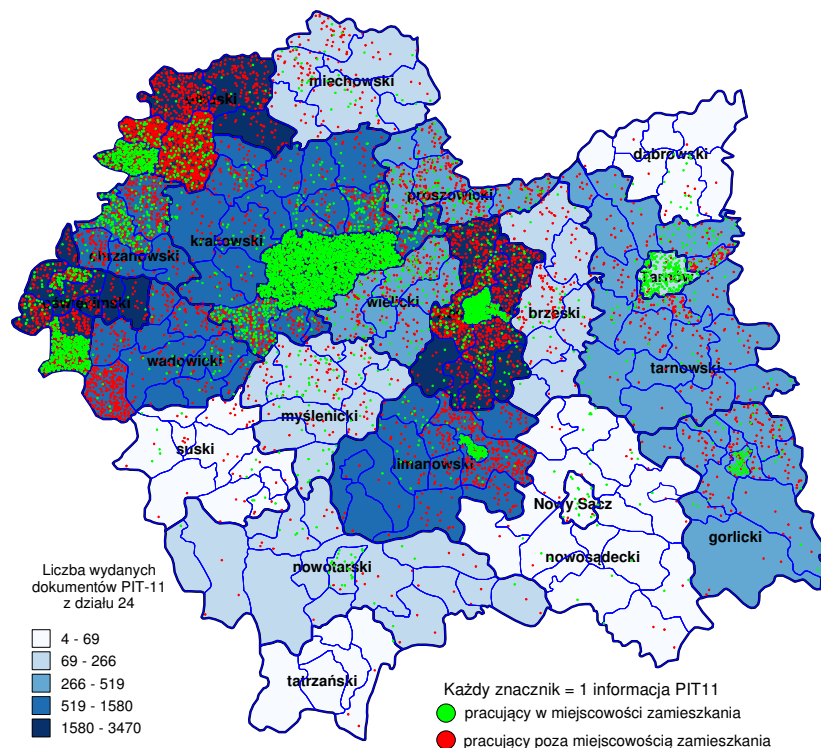 miechowski
dąbrowski
proszowicki
krakowski
chrzanowski
wielicki
brzeski
wadowicki
tarnowski
myślenicki
suski
limanowski
Nowy Sącz
nowosądecki
gorlicki
nowotarski
tatrzański
Liczba wydanych
dokumentów PIT-11
z działu 24
4 - 69
69 - 266
266 - 519
519 - 1580
1580 - 3470
Każdy znacznik = 1 informacja PIT11
pracujący w miejscowości zamieszkania
pracujący poza miejscowością zamieszkania